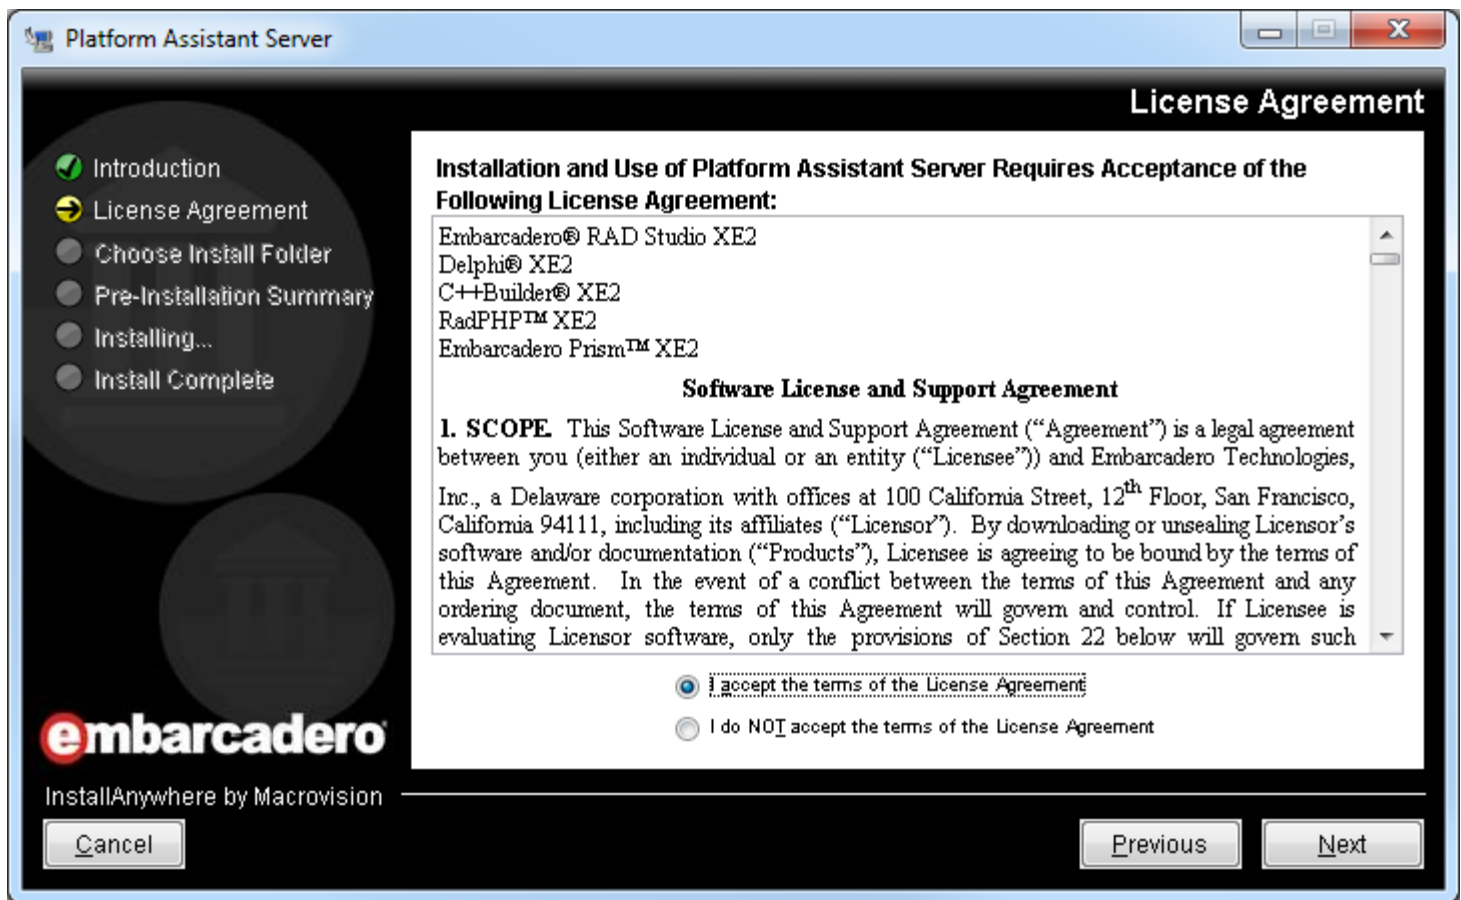 Platform Assistant Server
License Agreement
Introduction
License Agreement
Choose Install Folder
Pre-Installation Summary
Installing...
Install Complete
Installation and Use of Platform Assistant Server Requires Acceptance of the
Following License Agreement:
Embarcadero® RAD Studio XE2
Delphi® XE2
C++Builder® XE2
RadPHP™ XE2
Embarcadero Prism™ XE2
Software License and Support Agreement
1. SCOPE. This Software License and Support Agreement (“Agreement”) is a legal agreement
between you (either an individual or an entity (“Licensee”)) and Embarcadero Technologies,
Inc., a Delaware corporation with offices at 100 California Street, 12th Floor, San Francisco,
California 94111, including its affiliates (“Licensor”). By downloading or unsealing Licensor’s
software and/or documentation (“Products”), Licensee is agreeing to be bound by the terms of
this Agreement. In the event of a conflict between the terms of this Agreement and any
ordering document, the terms of this Agreement will govern and control. If Licensee is
evaluating Licensor software, only the provisions of Section 22 below will govern such
I accept the terms of the License Agreement
I do NOT accept the terms of the License Agreement
embarcadero
InstallAnywhere by Macrovision
Cancel
Previous
Next